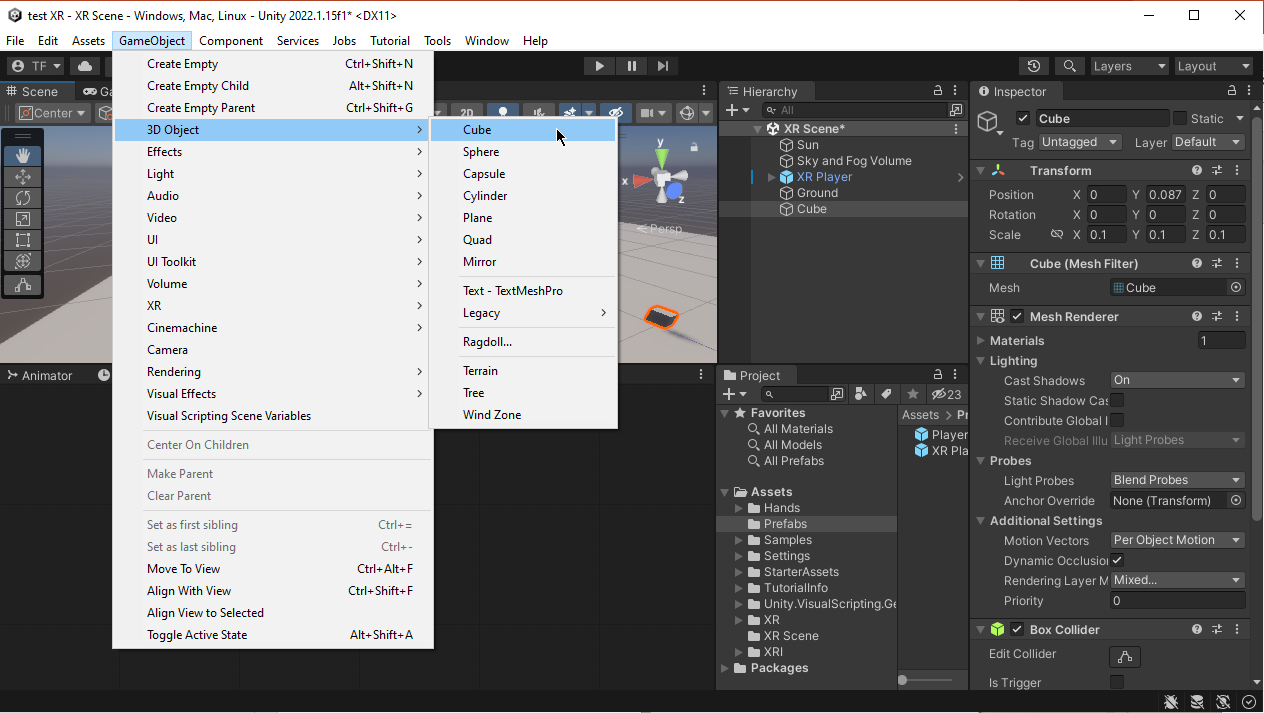 test XR - XR Scene - Windows, Mac, Linux - Unity 2022.1.15f1* <DX11>
File Edit Assets GameObject Component Services Jobs Tutorial Tools Window Help
TF Layers Layout
Scene Ga
Center 2D
Create Empty Ctrl+Shift+N
Create Empty Child Alt+Shift+N
Create Empty Parent Ctrl+Shift+G
3D Object
Effects
Light
Audio
Video
UI
UI Toolkit
Volume
XR
Cinemachine
Camera
Rendering
Visual Effects
Visual Scripting Scene Variables
Center On Children
Make Parent
Clear Parent
Set as first sibling Ctrl+=
Set as last sibling Ctrl+-
Move To View Ctrl+Alt+F
Align With View Ctrl+Shift+F
Align View to Selected
Toggle Active State Alt+Shift+A
Cube
Sphere
Capsule
Cylinder
Plane
Quad
Mirror
Text - TextMeshPro
Legacy
Ragdoll...
Terrain
Tree
Wind Zone
y
x
z
Persp
Animator
Hierarchy
All
XR Scene*
Sun
Sky and Fog Volume
XR Player
Ground
Cube
Project
23
Favorites
All Materials
All Models
All Prefabs
Assets
Hands
Prefabs
Samples
Settings
StarterAssets
TutorialInfo
Unity.VisualScripting.Ge
XR
XR Scene
XRI
Packages
Assets > Pr
Player
XR Pla
Inspector
Cube Static
Tag Untagged Layer Default
Transform
Position X 0 Y 0.087 Z 0
Rotation X 0 Y 0 Z 0
Scale X 0.1 Y 0.1 Z 0.1
Cube (Mesh Filter)
Mesh Cube
Mesh Renderer
Materials 1
Lighting
Cast Shadows On
Static Shadow Cas
Contribute Global I
Receive Global Illu Light Probes
Probes
Light Probes Blend Probes
Anchor Override None (Transform)
Additional Settings
Motion Vectors Per Object Motion
Dynamic Occlusion
Rendering Layer M Mixed...
Priority 0
Box Collider
Edit Collider
Is Trigger